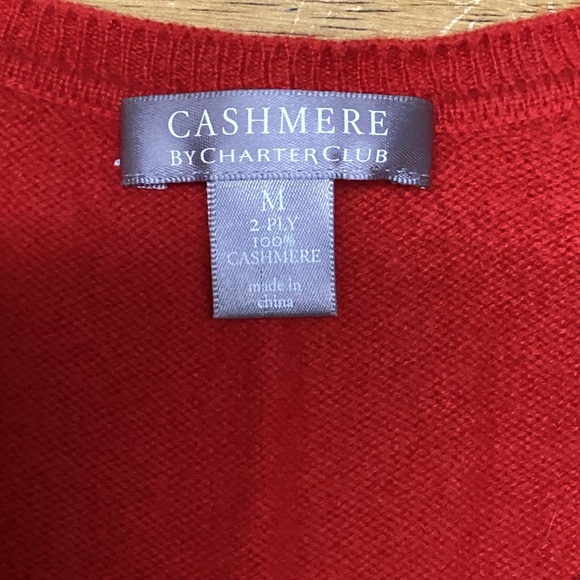 CASHMERE
BY CHARTER CLUB
M
2-PLY
100%
CASHMERE
made in
china